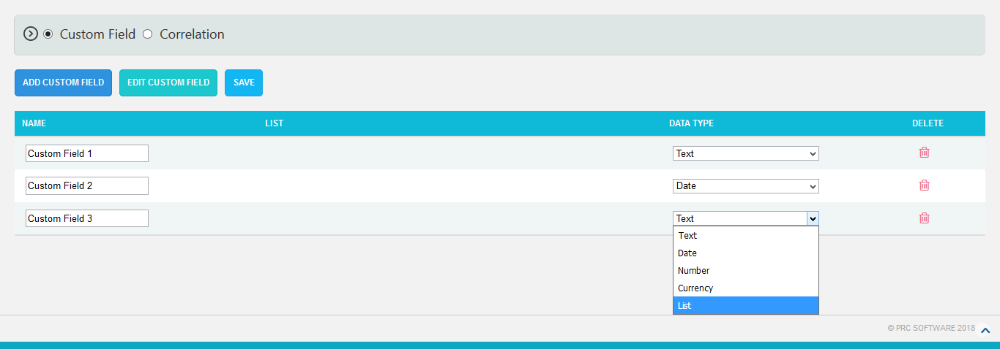 Custom Field Correlation
ADD CUSTOM FIELD EDIT CUSTOM FIELD SAVE
NAME LIST DATA TYPE DELETE
Custom Field 1 Text
Custom Field 2 Date
Custom Field 3 Text
Text
Date
Number
Currency
List
© PRC SOFTWARE 2018